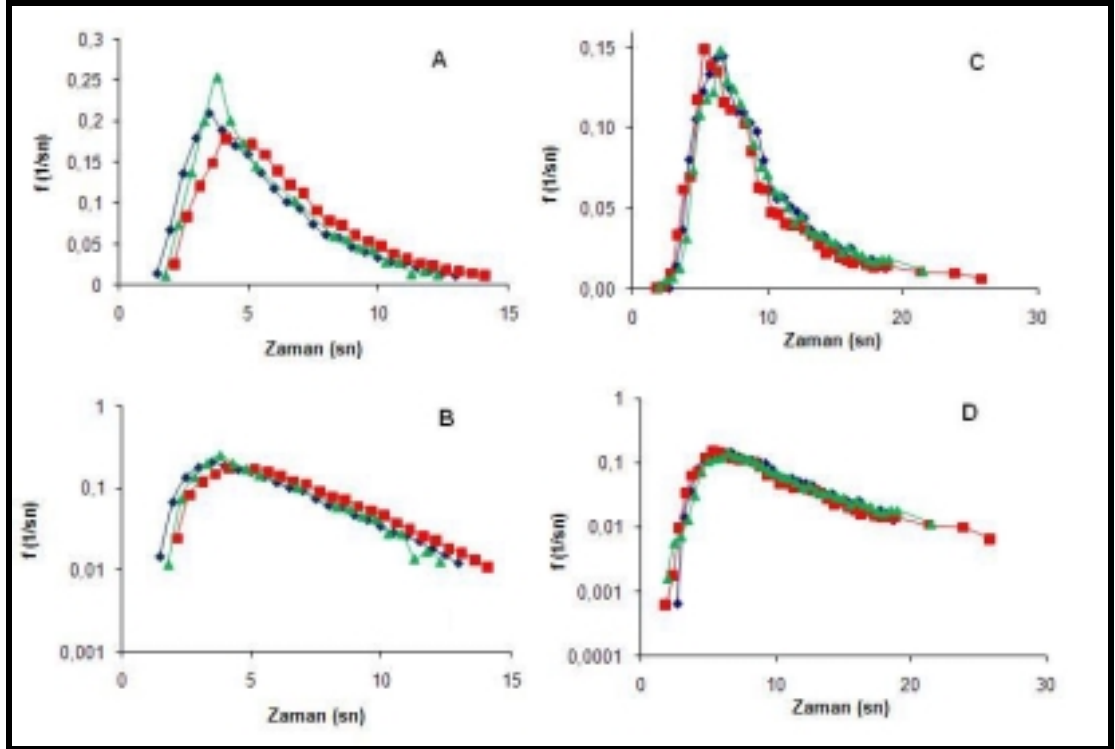 A
0,3
0,25
0,2
0,15
0,1
0,05
0
f (1/sn)
0 5 10 15
Zaman (sn)
C
0,15
0,10
0,05
0,00
f (1/sn)
0 10 20 30
Zaman (sn)
B
1
0.1
0.01
0,001
f (1/sn)
0 5 10 15
Zaman (sn)
D
1
0.1
0,01
0,001
0,0001
f (1/sn)
0 10 20 30
Zaman (sn)